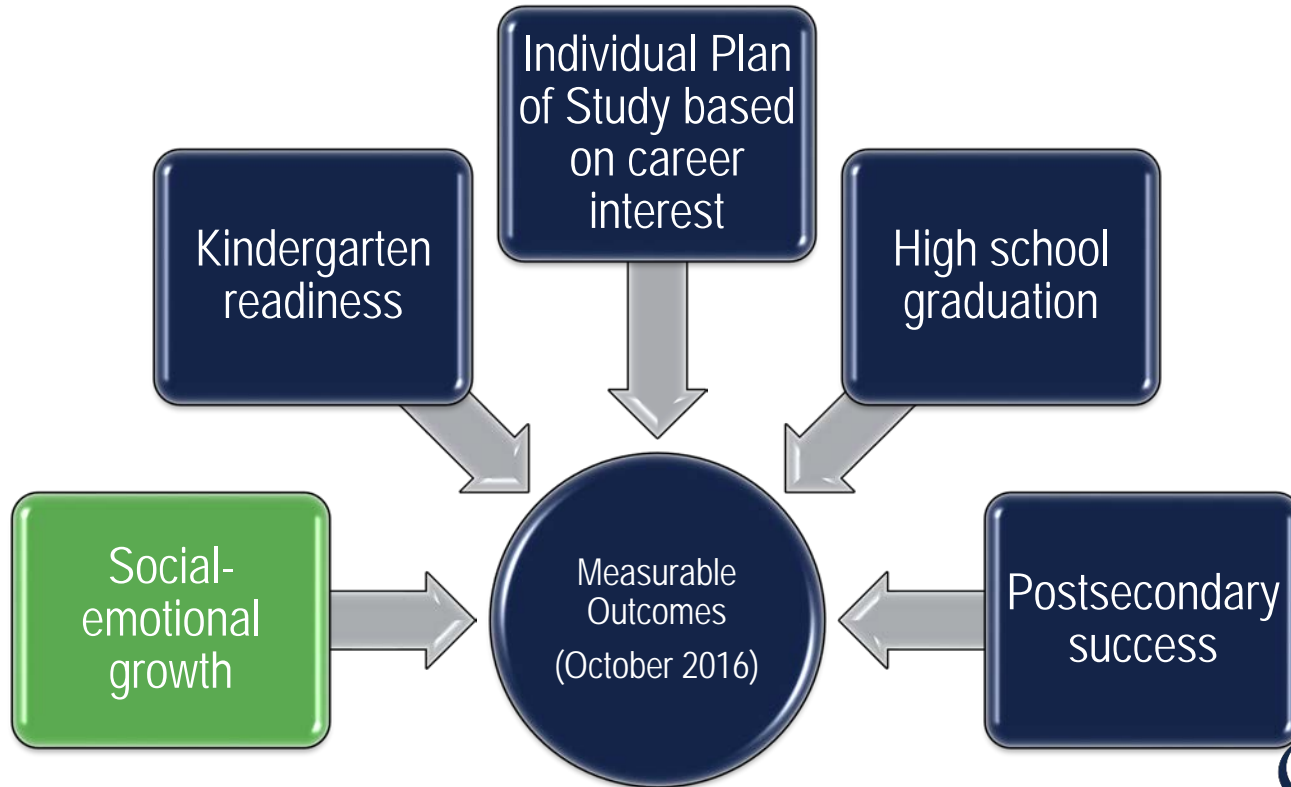 Individual Plan
of Study based
on career
interest
Kindergarten
readiness
High school
graduation
Social-
emotional
growth
Measurable
Outcomes
(October 2016)
Postsecondary
success